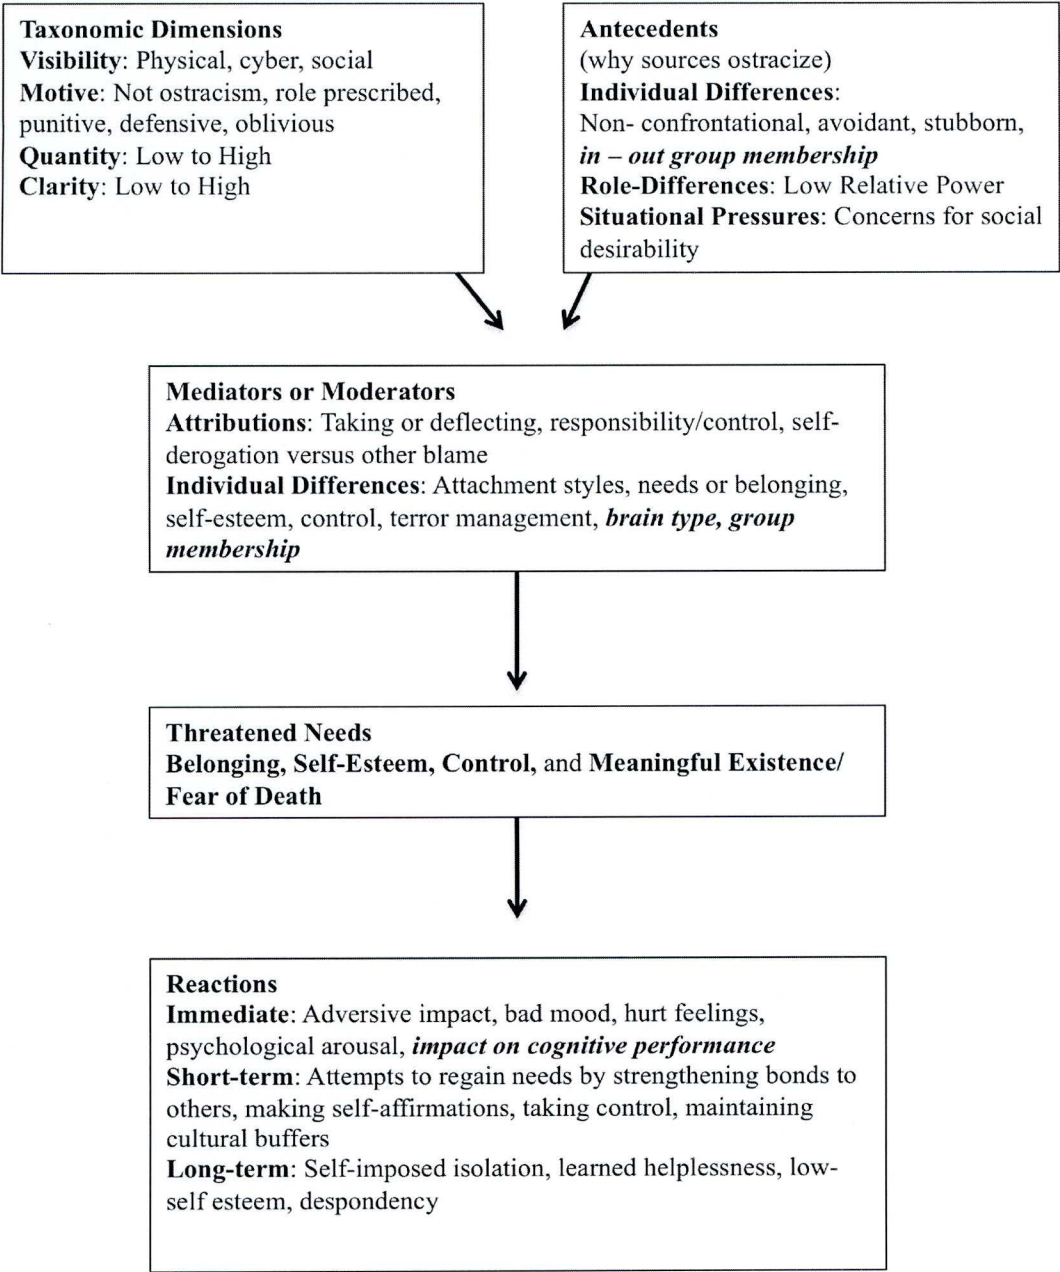 Taxonomic Dimensions
Visibility: Physical, cyber, social
Motive: Not ostracism, role prescribed,
punitive, defensive, oblivious
Quantity: Low to High
Clarity: Low to High
Antecedents
(why sources ostracize)
Individual Differences:
Non- confrontational, avoidant, stubborn,
in – out group membership
Role-Differences: Low Relative Power
Situational Pressures: Concerns for social
desirability
Mediators or Moderators
Attributions: Taking or deflecting, responsibility/control, self-
derogation versus other blame
Individual Differences: Attachment styles, needs or belonging,
self-esteem, control, terror management, brain type, group
membership
Threatened Needs
Belonging, Self-Esteem, Control, and Meaningful Existence/
Fear of Death
Reactions
Immediate: Adversive impact, bad mood, hurt feelings,
psychological arousal, impact on cognitive performance
Short-term: Attempts to regain needs by strengthening bonds to
others, making self-affirmations, taking control, maintaining
cultural buffers
Long-term: Self-imposed isolation, learned helplessness, low-
self esteem, despondency